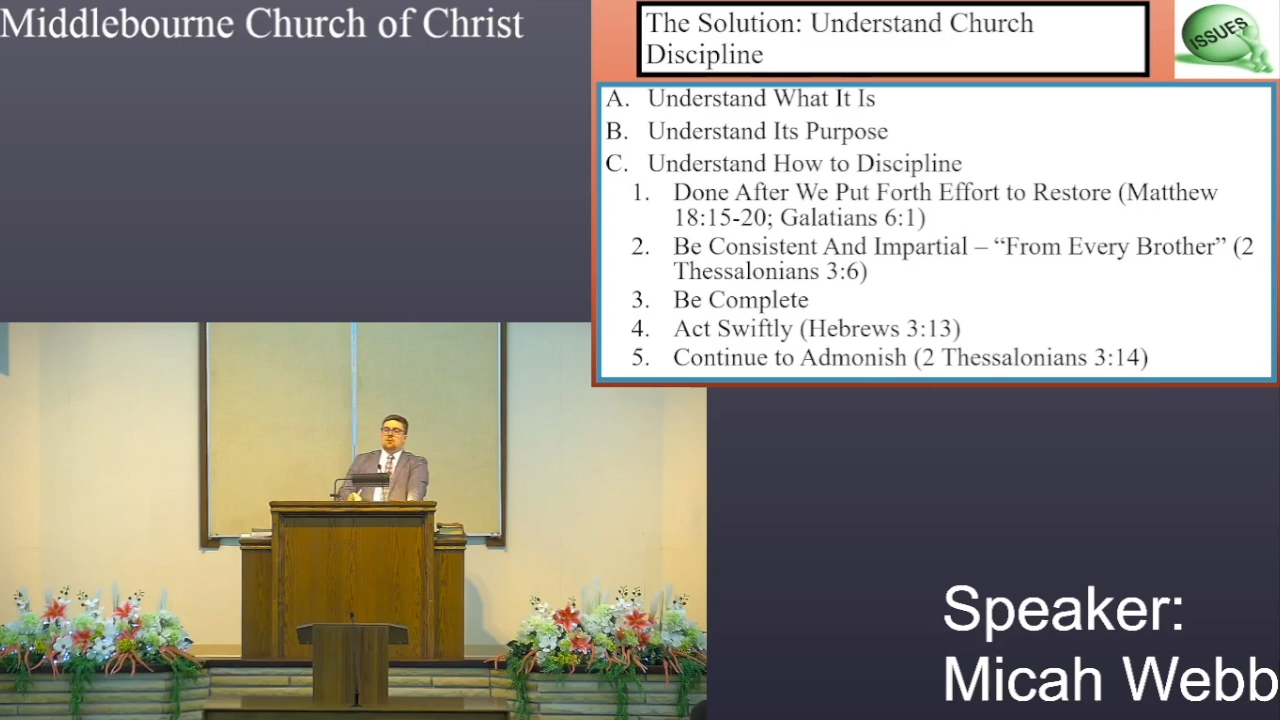 Middlebourne Church of Christ
The Solution: Understand Church
Discipline
ISSUES
A. Understand What It Is
B. Understand Its Purpose
C. Understand How to Discipline
1. Done After We Put Forth Effort to Restore (Matthew
18:15-20; Galatians 6:1)
2. Be Consistent And Impartial – “From Every Brother” (2
Thessalonians 3:6)
3. Be Complete
4. Act Swiftly (Hebrews 3:13)
5. Continue to Admonish (2 Thessalonians 3:14)
Speaker:
Micah Webb